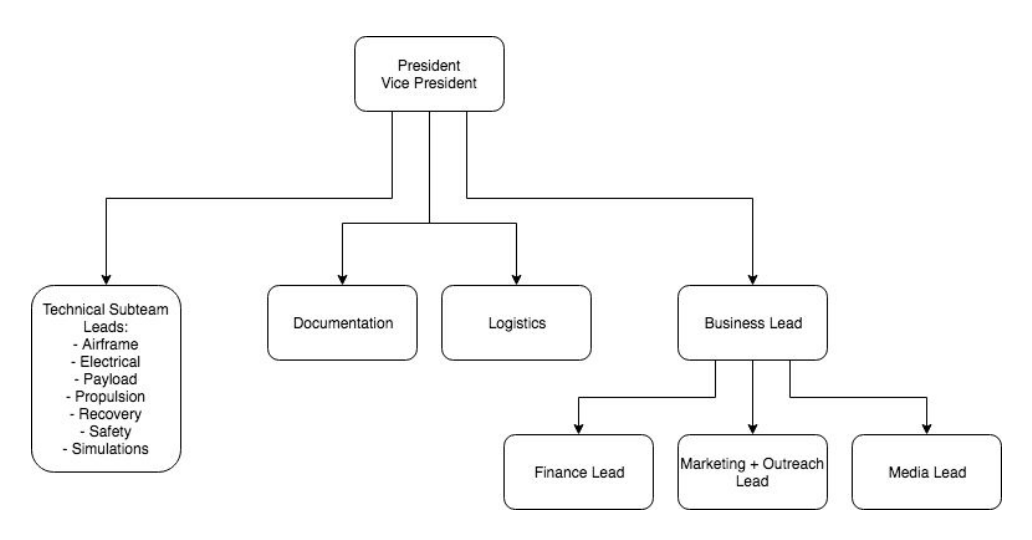 President
Vice President
Technical Subteam
Leads:
- Airframe
- Electrical
- Payload
- Propulsion
- Recovery
- Safety
- Simulations
Documentation
Logistics
Business Lead
Finance Lead
Marketing + Outreach
Lead
Media Lead